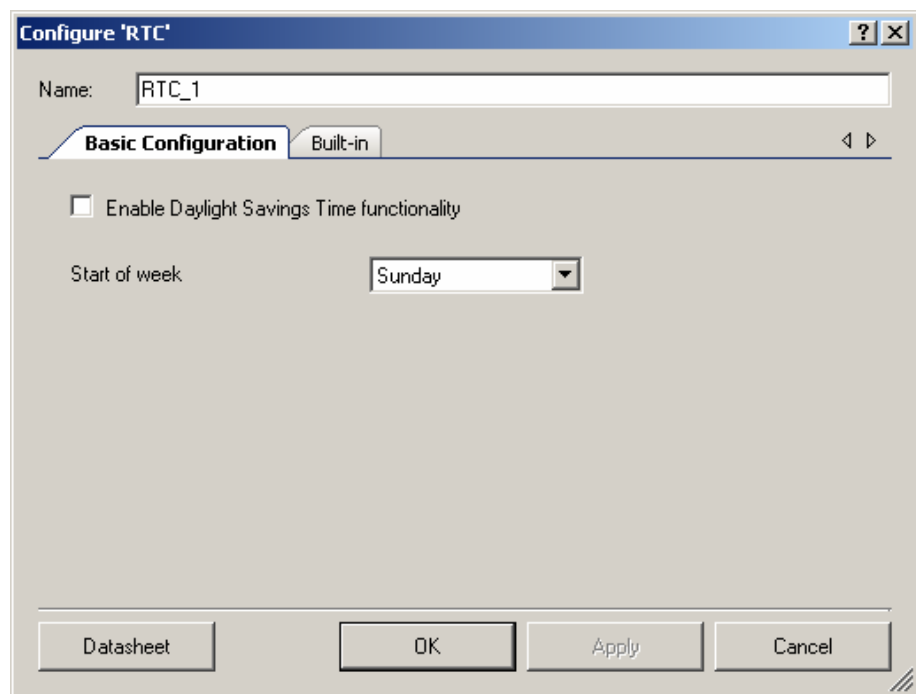 Configure 'RTC'
Name: RTC_1
Basic Configuration Built-in
Enable Daylight Savings Time functionality
Start of week Sunday
Datasheet OK Apply Cancel